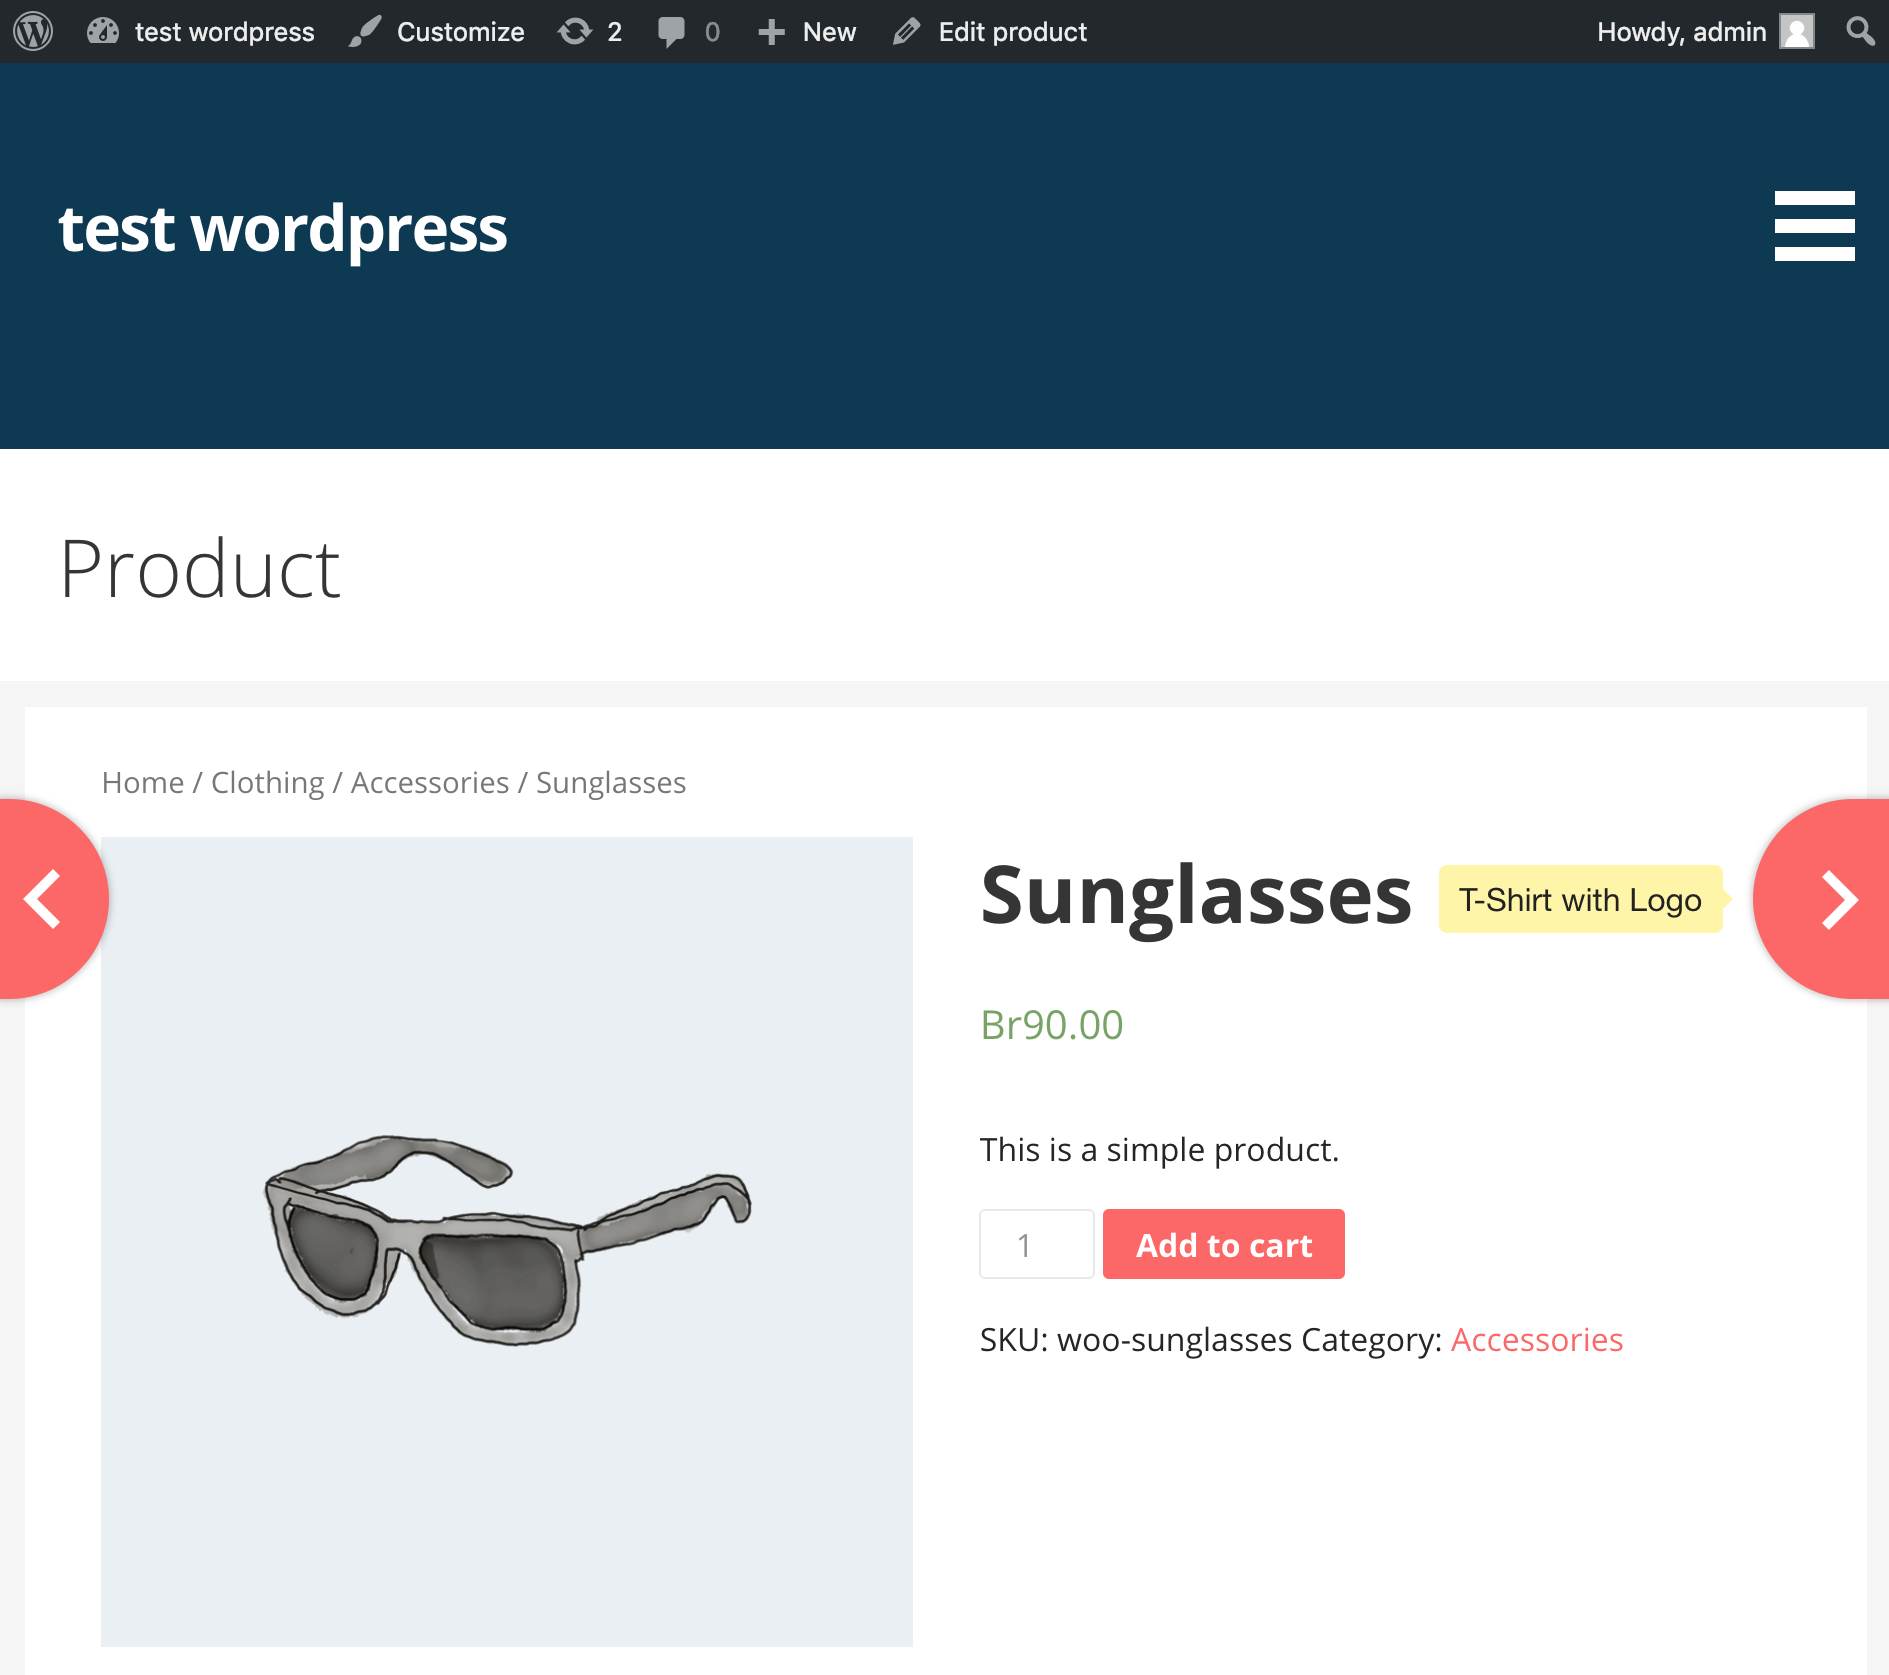 test wordpress Customize 2 0 New Edit product Howdy, admin
test wordpress
Product
Home / Clothing / Accessories / Sunglasses
Sunglasses
T-Shirt with Logo
Br90.00
This is a simple product.
1 Add to cart
SKU: woo-sunglasses Category: Accessories